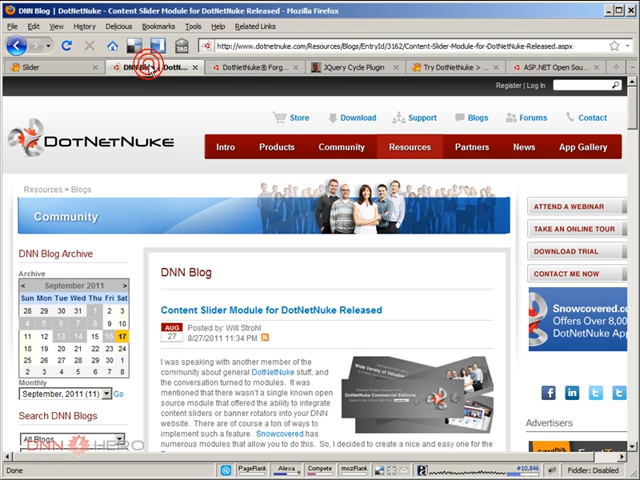 DNN Blog | DotNetNuke - Content Slider Module for DotNetNuke Released - Mozilla Firefox
File Edit View History Delicious Bookmarks Tools Help Related Links
TAG http://www.dotnetnuke.com/Resources/Blogs/EntryId/3162/Content-Slider-Module-for-DotNetNuke-Released.aspx
Slider DNN Blog | DotN... DotNetNuke® Forg... JQuery Cycle Plugin Try DotNetNuke > ... ASP.NET Open Sou...
Register | Log In
Store Download Support Blogs Forums Contact
DOTNETNUKE
Intro Products Community Resources Partners News App Gallery
Resources > Blogs
Community
ATTEND A WEBINAR
TAKE AN ONLINE TOUR
DOWNLOAD TRIAL
CONTACT ME NOW
DNN Blog Archive
Archive
< September 2011 >
Sun Mon Tue Wed Thu Fri Sat
28 29 30 31 1 2 3
4 5 6 7 8 9 10
11 12 13 14 15 16 17
18 19 20 21 22 23 24
25 26 27 28 29 30 1
2 3 4 5 6 7 8
Monthly
September, 2011 (11) Go
Search DNN Blogs
All Blogs
DNN HERO
DNN Blog
Content Slider Module for DotNetNuke Released
AUG
27
Posted by: Will Strohl
8/27/2011 11:34 PM
I was speaking with another member of the
community about general DotNetNuke stuff, and
the conversation turned to modules. It was
mentioned that there wasn't a single known open
source module that offered the ability to integrate
content sliders or banner rotators into your DNN
website. There are of course a ton of ways to
implement such a feature. Snowcovered has
numerous modules that allow you to do this. So, I decided to create a nice and easy one for the
Wide Variety of Valuable
DotNetNuke Commercial Editions
Snowcovered.co
Offers Over 8,00
DotNetNuke Ap
Advertisers
Done PageRank Alexa Compete mozRank #10,846 Fiddler: Disabled